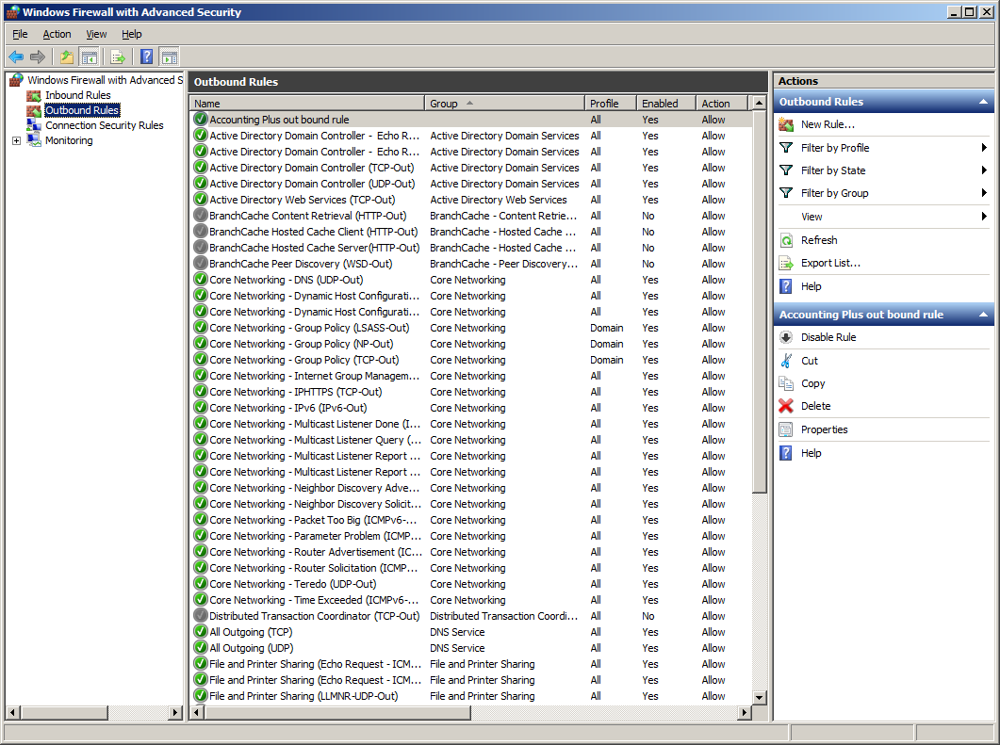 Windows Firewall with Advanced Security
File Action View Help
Windows Firewall with Advanced S
Inbound Rules
Outbound Rules
Connection Security Rules
Monitoring
Outbound Rules
Name Group Profile Enabled Action
Accounting Plus out bound rule All Yes Allow
Active Directory Domain Controller - Echo R... Active Directory Domain Services All Yes Allow
Active Directory Domain Controller - Echo R... Active Directory Domain Services All Yes Allow
Active Directory Domain Controller (TCP-Out) Active Directory Domain Services All Yes Allow
Active Directory Domain Controller (UDP-Out) Active Directory Domain Services All Yes Allow
Active Directory Web Services (TCP-Out) Active Directory Web Services All Yes Allow
BranchCache Content Retrieval (HTTP-Out) BranchCache - Content Retrie... All No Allow
BranchCache Hosted Cache Client (HTTP-Out) BranchCache - Hosted Cache ... All No Allow
BranchCache Hosted Cache Server(HTTP-Out) BranchCache - Hosted Cache ... All No Allow
BranchCache Peer Discovery (WSD-Out) BranchCache - Peer Discovery... All No Allow
Core Networking - DNS (UDP-Out) Core Networking All Yes Allow
Core Networking - Dynamic Host Configurati... Core Networking All Yes Allow
Core Networking - Dynamic Host Configurati... Core Networking All Yes Allow
Core Networking - Group Policy (LSASS-Out) Core Networking Domain Yes Allow
Core Networking - Group Policy (NP-Out) Core Networking Domain Yes Allow
Core Networking - Group Policy (TCP-Out) Core Networking Domain Yes Allow
Core Networking - Internet Group Managem... Core Networking All Yes Allow
Core Networking - IPHTTPS (TCP-Out) Core Networking All Yes Allow
Core Networking - IPv6 (IPv6-Out) Core Networking All Yes Allow
Core Networking - Multicast Listener Done (I... Core Networking All Yes Allow
Core Networking - Multicast Listener Query (... Core Networking All Yes Allow
Core Networking - Multicast Listener Report ... Core Networking All Yes Allow
Core Networking - Multicast Listener Report ... Core Networking All Yes Allow
Core Networking - Neighbor Discovery Adve... Core Networking All Yes Allow
Core Networking - Neighbor Discovery Solicit... Core Networking All Yes Allow
Core Networking - Packet Too Big (ICMPv6-... Core Networking All Yes Allow
Core Networking - Parameter Problem (ICMP... Core Networking All Yes Allow
Core Networking - Router Advertisement (IC... Core Networking All Yes Allow
Core Networking - Router Solicitation (ICMP... Core Networking All Yes Allow
Core Networking - Teredo (UDP-Out) Core Networking All Yes Allow
Core Networking - Time Exceeded (ICMPv6-... Core Networking All Yes Allow
Distributed Transaction Coordinator (TCP-Out) Distributed Transaction Coordi... All No Allow
All Outgoing (TCP) DNS Service All Yes Allow
All Outgoing (UDP) DNS Service All Yes Allow
File and Printer Sharing (Echo Request - ICM... File and Printer Sharing All Yes Allow
File and Printer Sharing (Echo Request - ICM... File and Printer Sharing All Yes Allow
File and Printer Sharing (LLMNR-UDP-Out) File and Printer Sharing All Yes Allow
Actions
Outbound Rules
New Rule...
Filter by Profile
Filter by State
Filter by Group
View
Refresh
Export List...
Help
Accounting Plus out bound rule
Disable Rule
Cut
Copy
Delete
Properties
Help